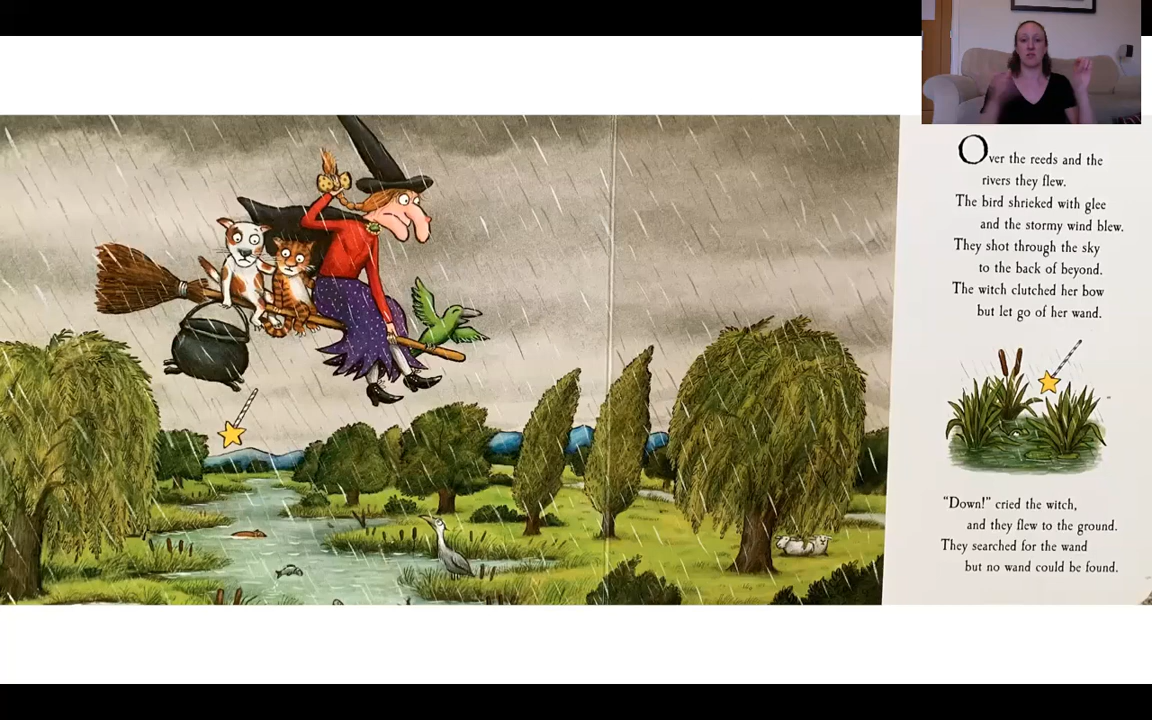 Over the reeds and the
rivers they flew.
The bird shrieked with glee
and the stormy wind blew.
They shot through the sky
to the back of beyond.
The witch clutched her bow
but let go of her wand.
"Down!" cried the witch,
and they flew to the ground.
They searched for the wand
but no wand could be found.